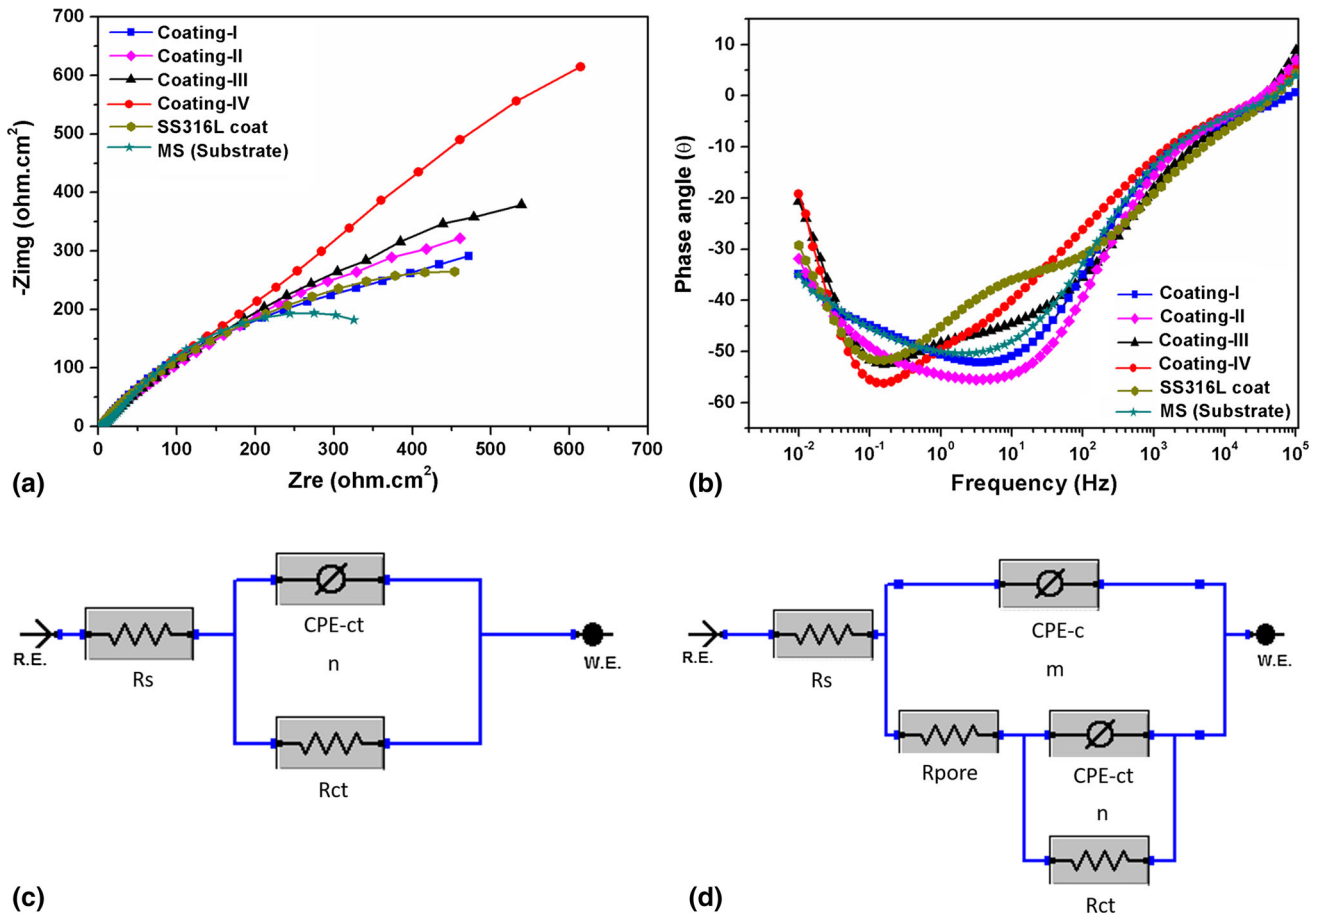 700
600
500
400
300
200
100
0
-Zimg (ohm.cm²)
Coating-I
Coating-II
Coating-III
Coating-IV
SS316L coat
MS (Substrate)
0 100 200 300 400 500 600 700
Zre (ohm.cm²)
(a)
10
0
-10
-20
-30
-40
-50
-60
Phase angle (θ)
Coating-I
Coating-II
Coating-III
Coating-IV
SS316L coat
MS (Substrate)
10⁻² 10⁻¹ 10⁰ 10¹ 10² 10³ 10⁴ 10⁵
Frequency (Hz)
(b)
R.E.
Rs
CPE-ct
n
Rct
W.E.
(c)
R.E.
Rs
CPE-c
m
Rpore
CPE-ct
n
Rct
W.E.
(d)